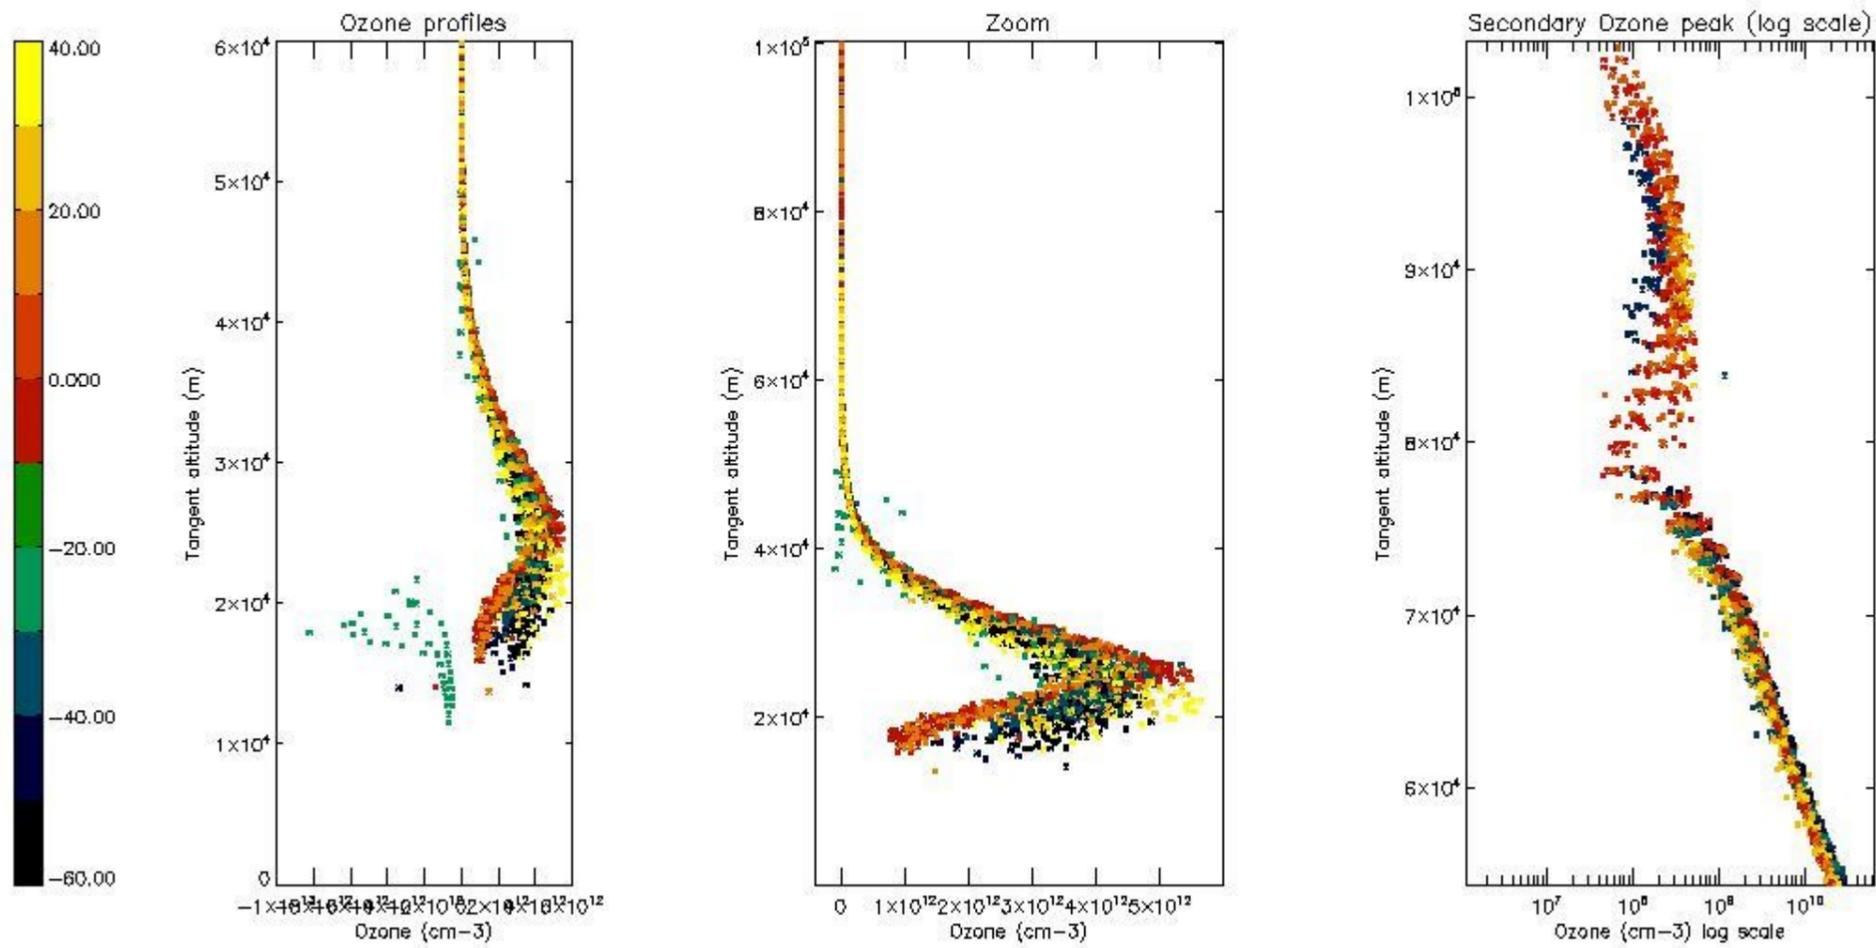 Ozone profiles
Zoom
Secondary Ozone peak (log scale)
40.00
20.00
0.000
-20.00
-40.00
-60.00
6×10⁴
5×10⁴
4×10⁴
3×10⁴
2×10⁴
1×10⁴
0
Tangent altitude (m)
Ozone (cm-3)
1×10⁵
8×10⁴
6×10⁴
4×10⁴
2×10⁴
Tangent altitude (m)
0 1×10¹² 2×10¹² 3×10¹² 4×10¹² 5×10¹²
Ozone (cm-3)
9×10⁴
8×10⁴
7×10⁴
6×10⁴
Tangent altitude (m)
10⁷ 10⁸ 10⁹ 10¹⁰
Ozone (cm-3) log scale